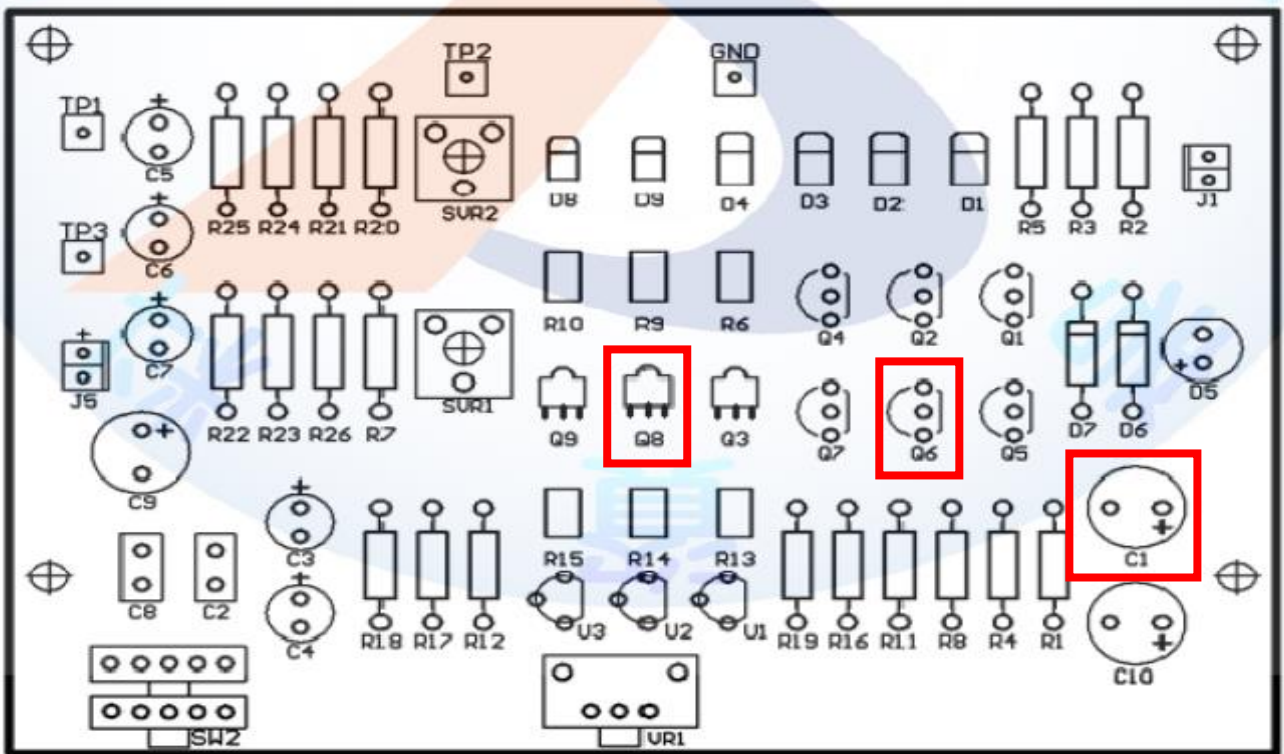 TP2 GND
TP1
C5
R25 R24 R21 R20 SVR2 D8 D9 D4 D3 D2 D1 R5 R3 R2 J1
TP3
C6
R10 R9 R6 Q4 Q2 Q1
C7
J5 R22 R23 R26 R7 SVR1 Q9 Q8 Q3 Q7 Q6 Q5 D7 D6 D5
C9
C3 R15 R14 R13 C1
C8 C2
C4 R18 R17 R12 U3 U2 U1 R19 R16 R11 R8 R4 R1
C10
SW2 VR1